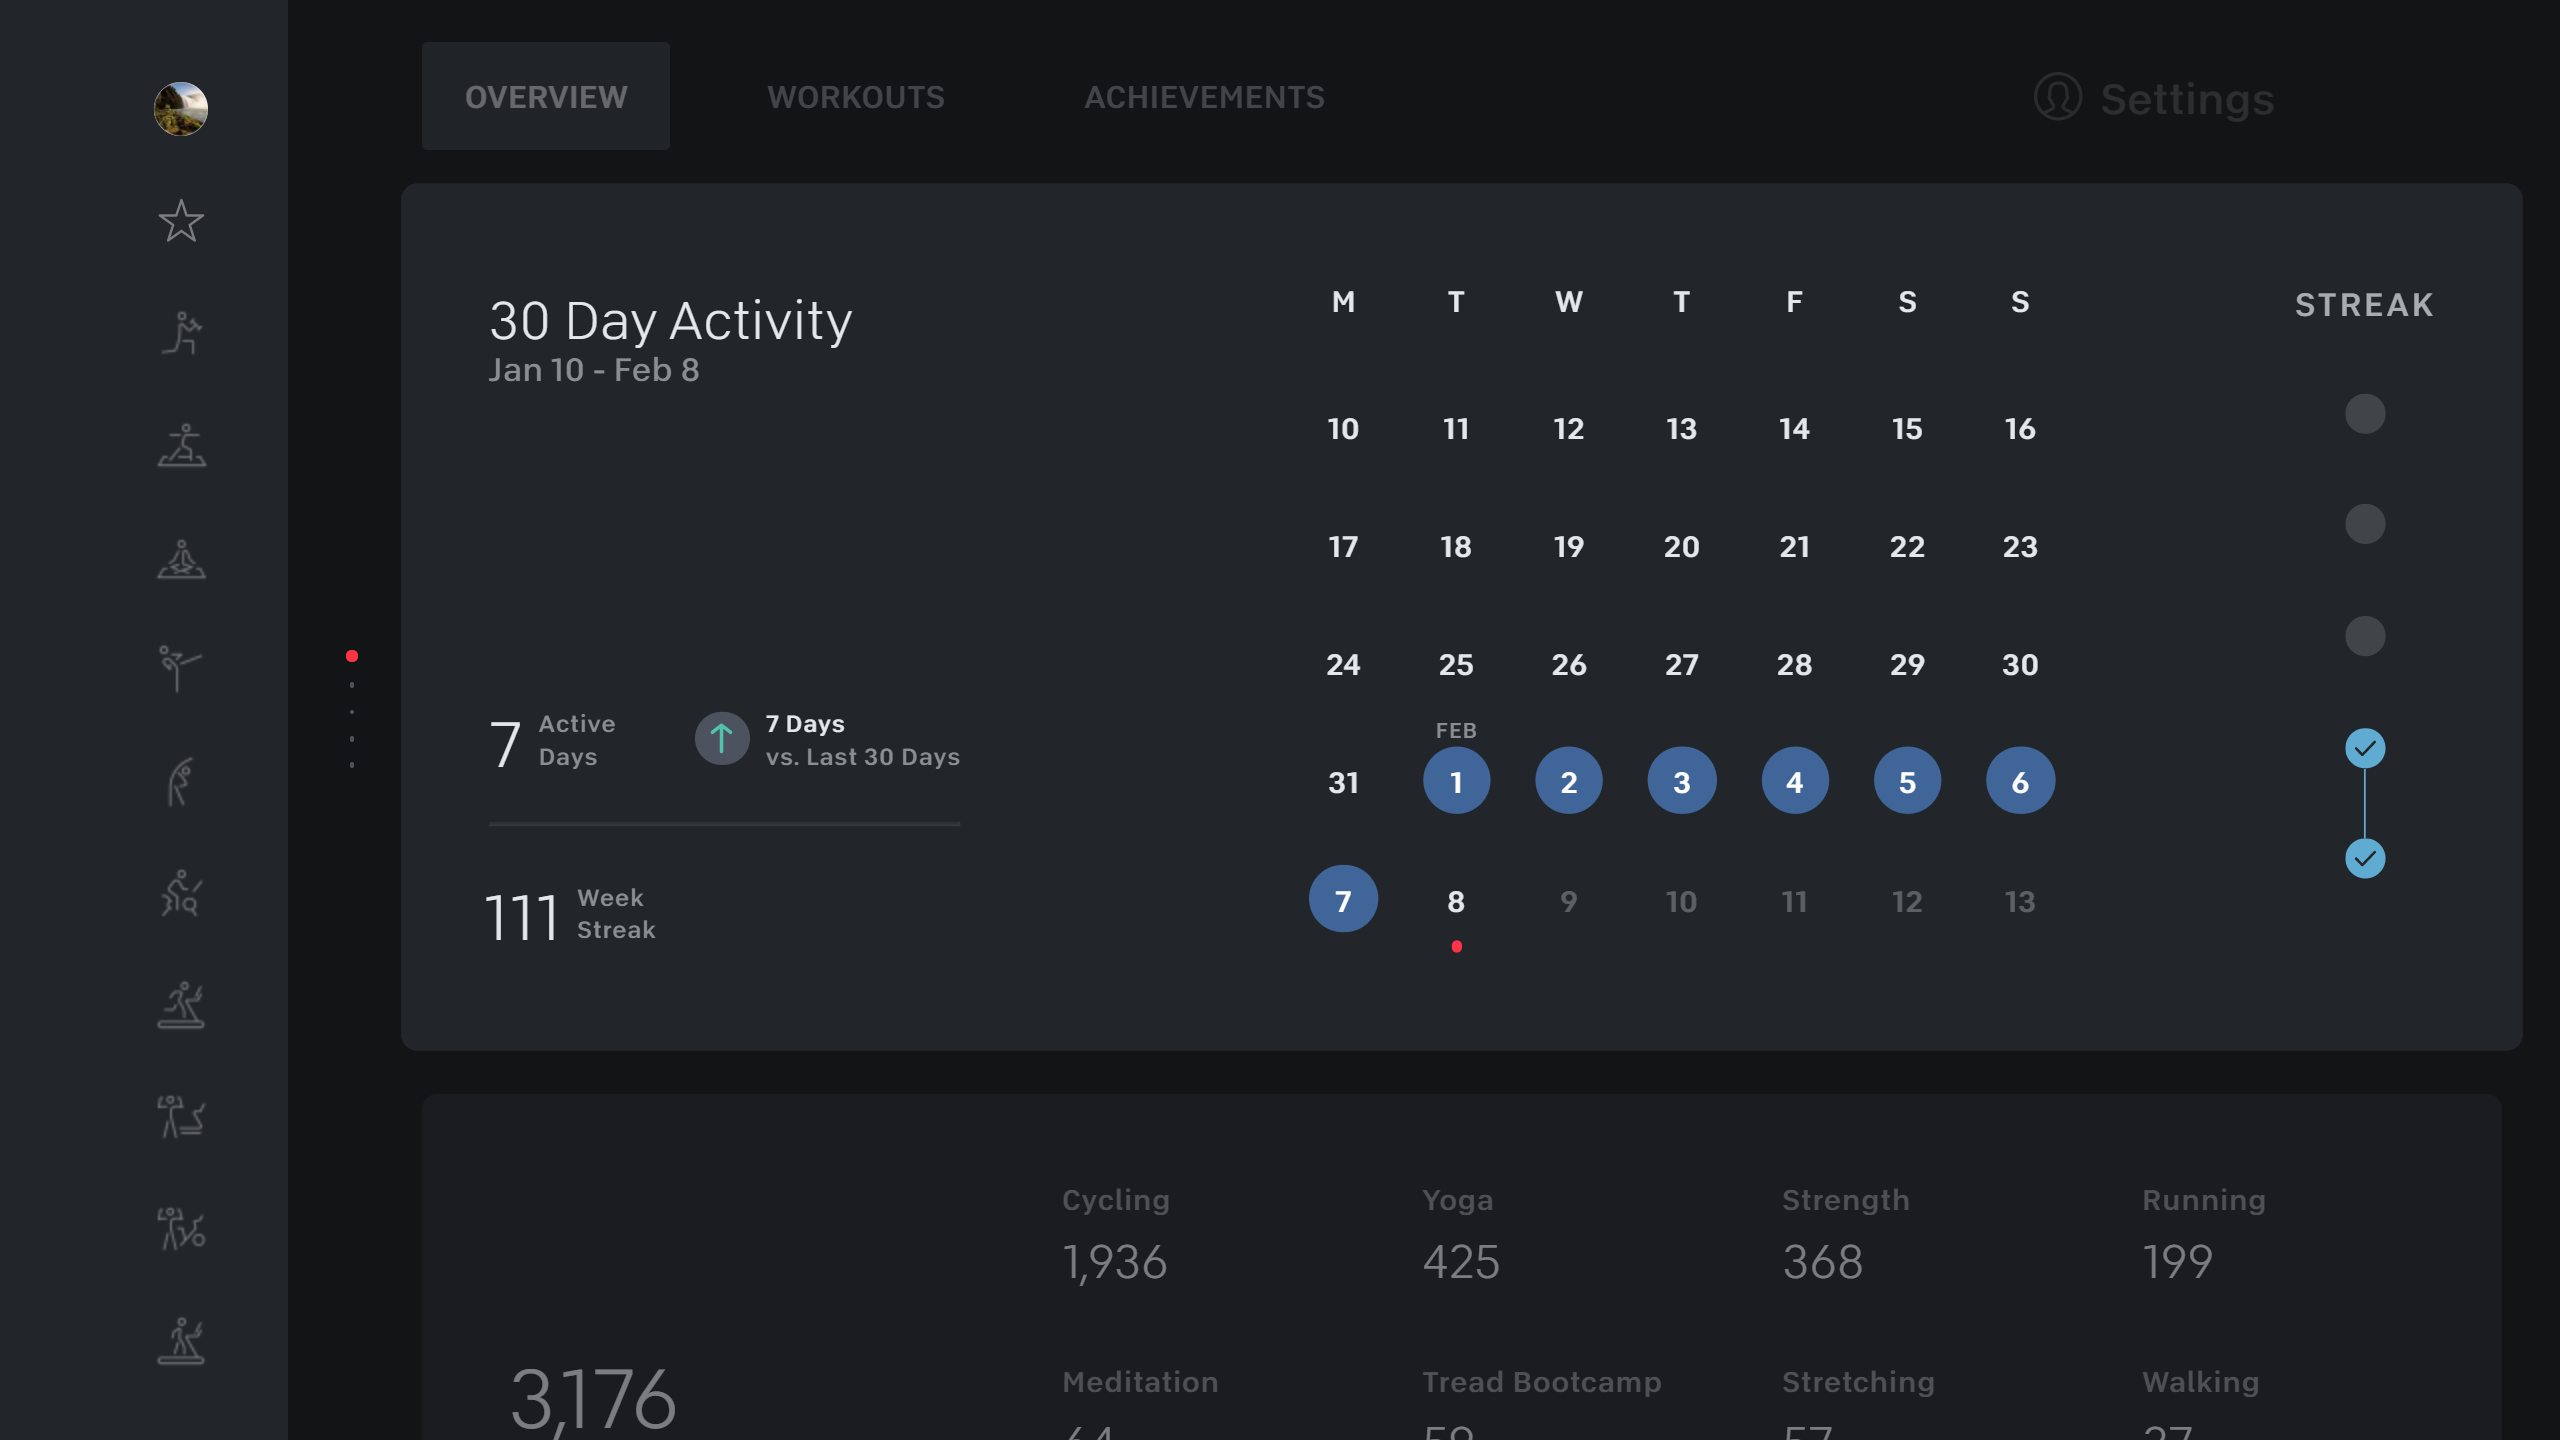 OVERVIEW
WORKOUTS
ACHIEVEMENTS
Settings
30 Day Activity
Jan 10 - Feb 8
7 Active Days
7 Days
vs. Last 30 Days
111 Week Streak
M T W T F S S
10 11 12 13 14 15 16
17 18 19 20 21 22 23
24 25 26 27 28 29 30
FEB
31 1 2 3 4 5 6
7 8 9 10 11 12 13
STREAK
3,176
Cycling Yoga Strength Running
1,936 425 368 199
Meditation Tread Bootcamp Stretching Walking